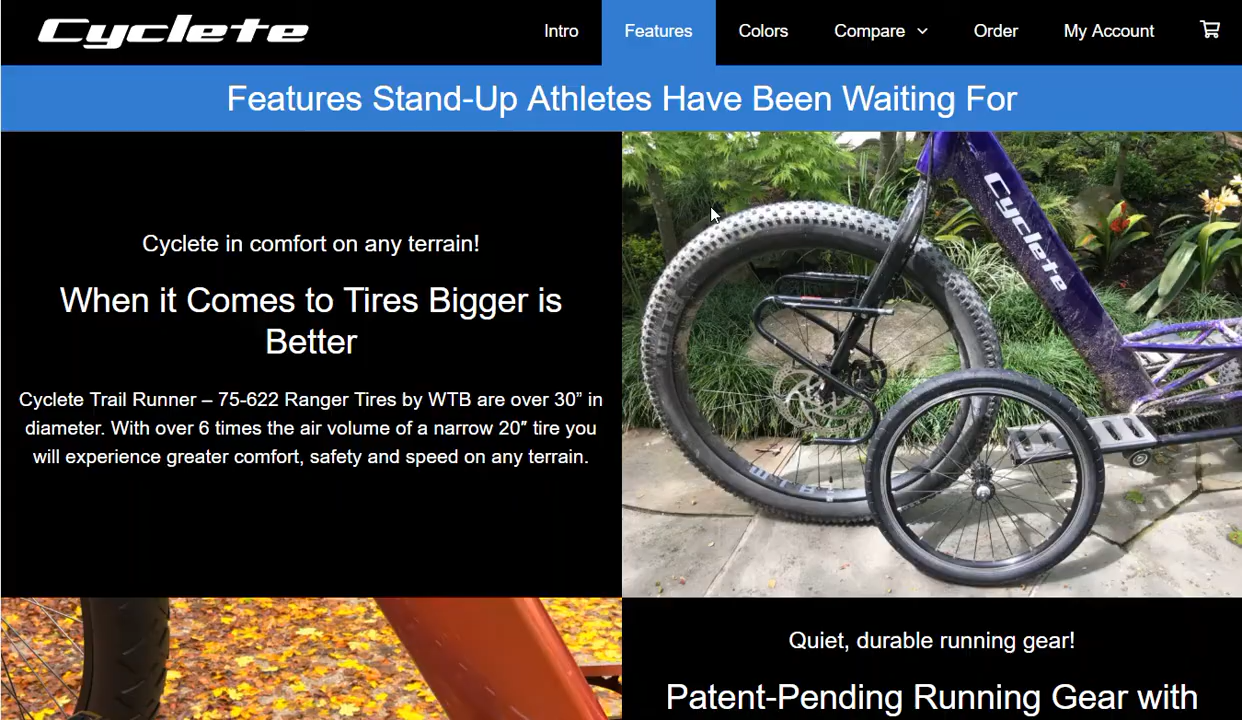 Cyclete
Intro
Features
Colors
Compare
Order
My Account
Features Stand-Up Athletes Have Been Waiting For
Cyclete in comfort on any terrain!
When it Comes to Tires Bigger is
Better
Cyclete Trail Runner – 75-622 Ranger Tires by WTB are over 30” in
diameter. With over 6 times the air volume of a narrow 20″ tire you
will experience greater comfort, safety and speed on any terrain.
Cyclete
WTB
Quiet, durable running gear!
Patent-Pending Running Gear with